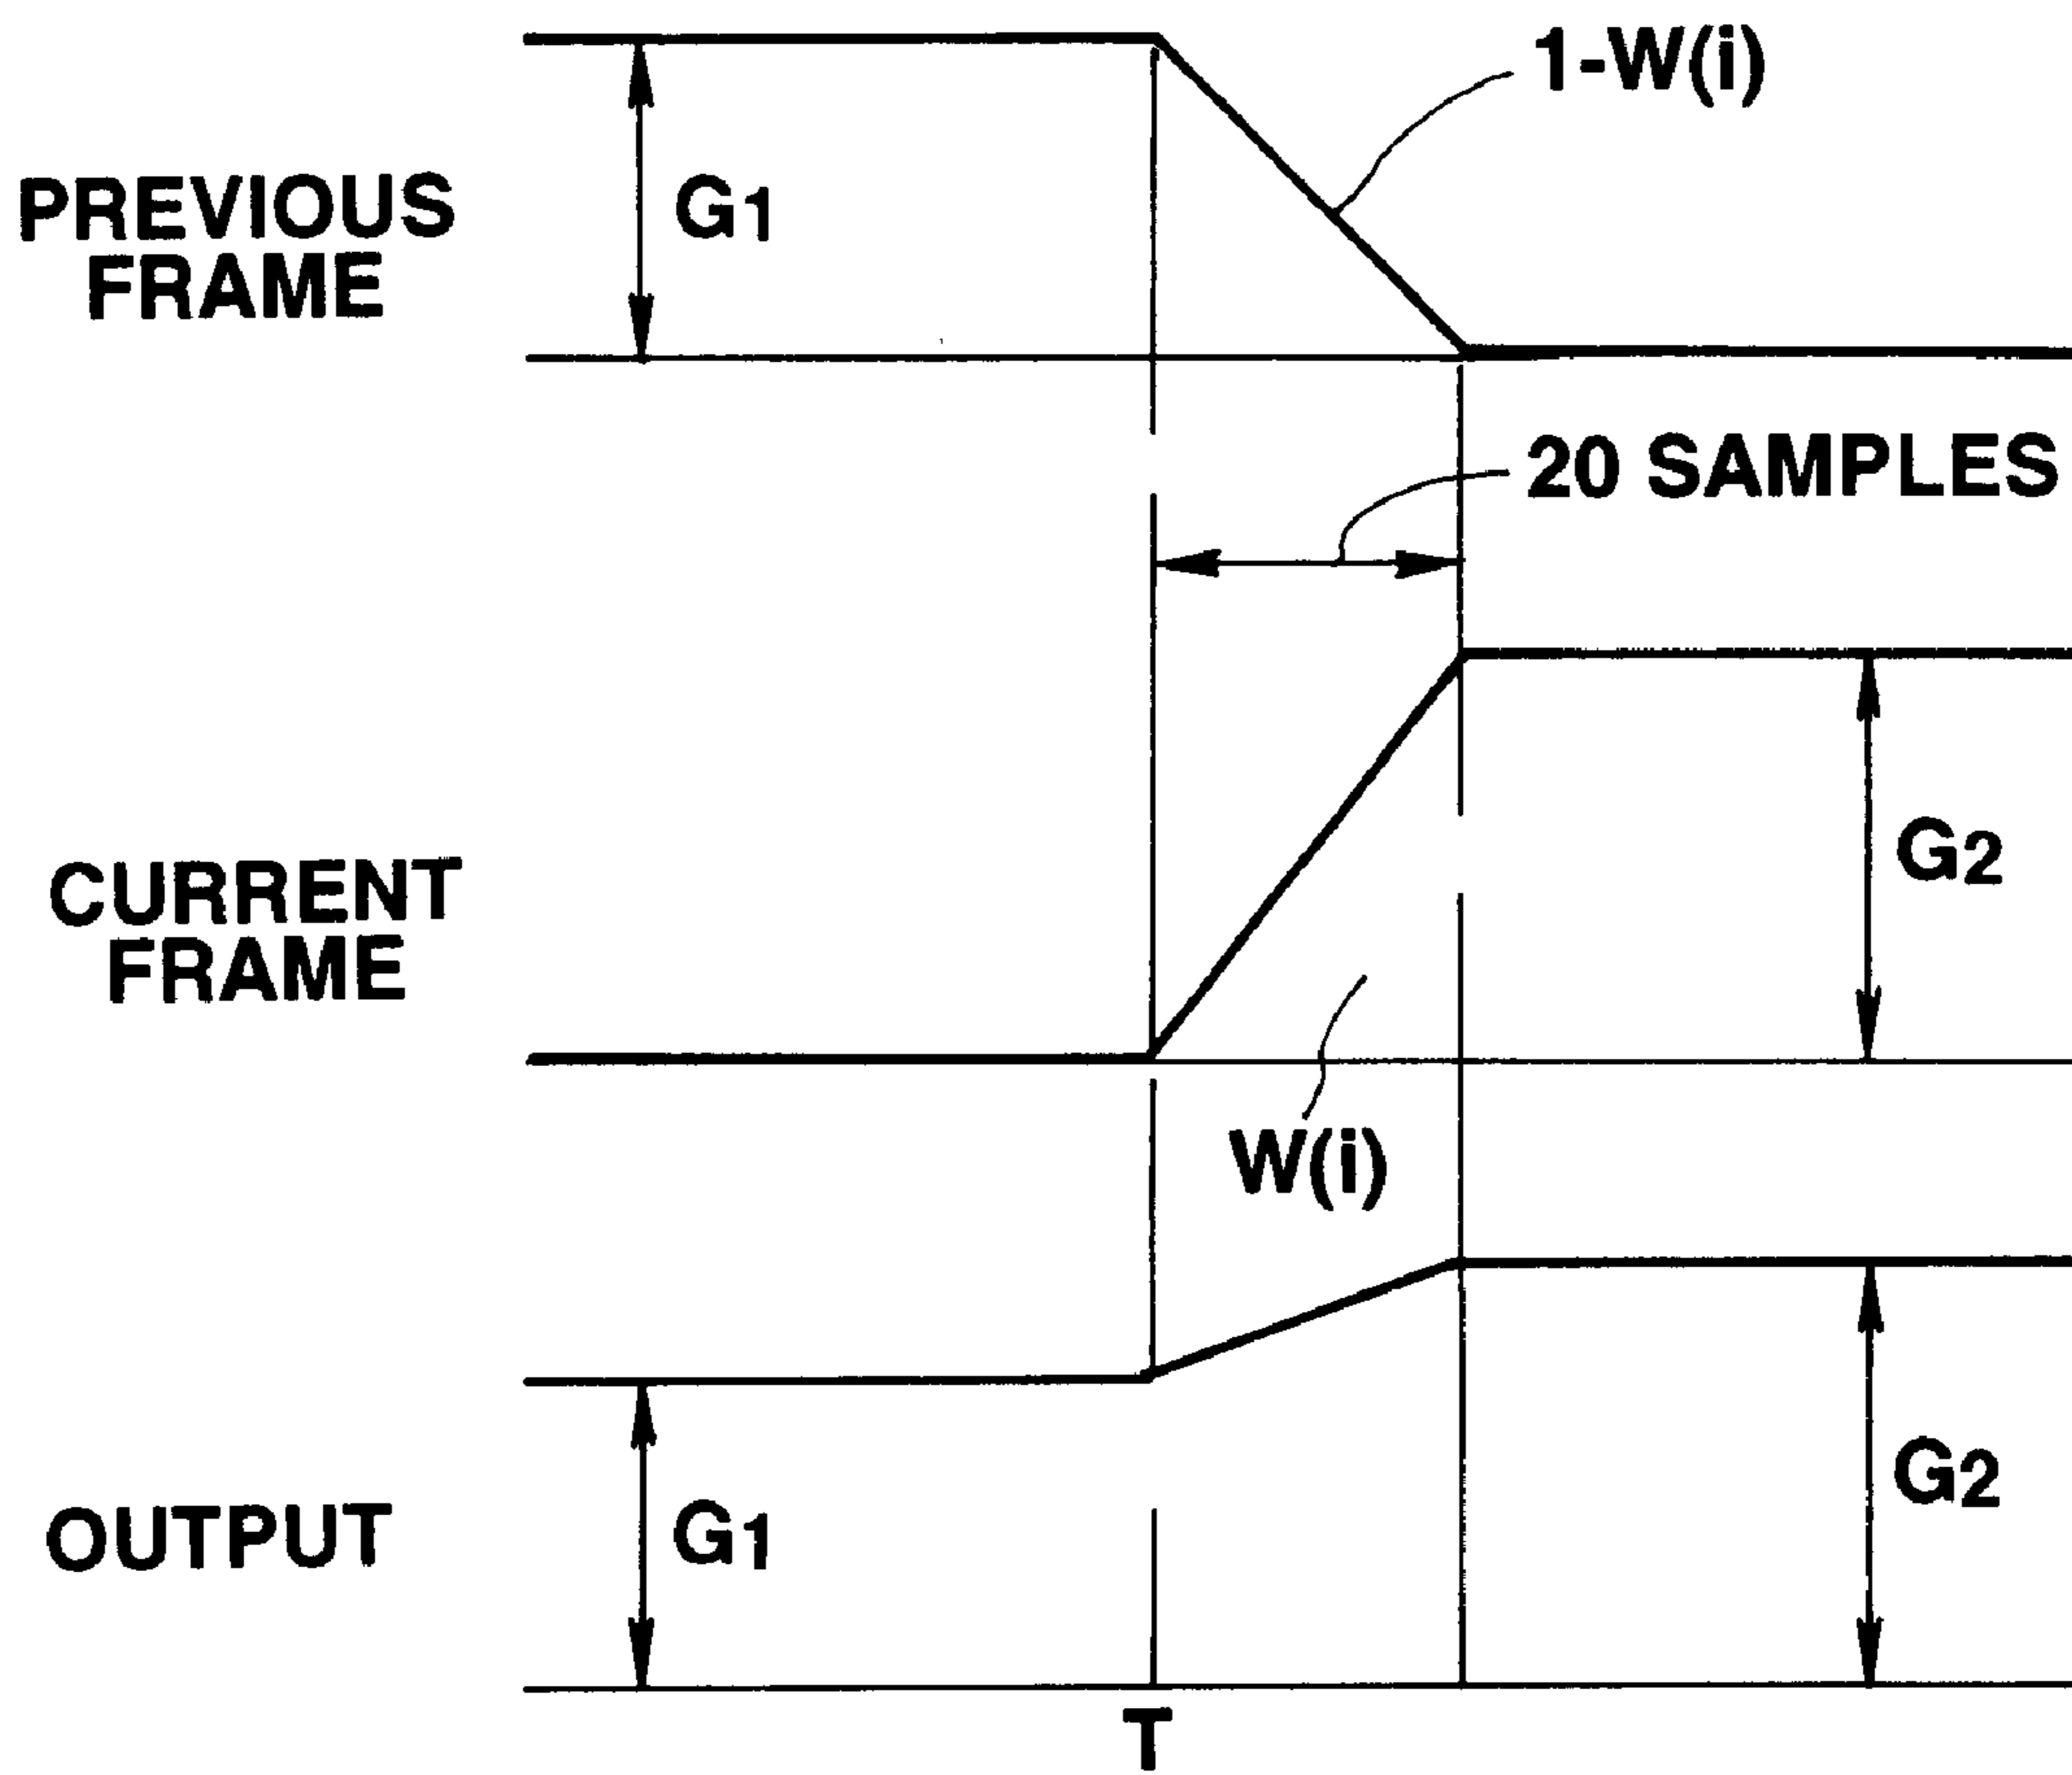 1-W(i)
PREVIOUS
FRAME
G1
20 SAMPLES
CURRENT
FRAME
G2
W(i)
OUTPUT
G1
G2
T